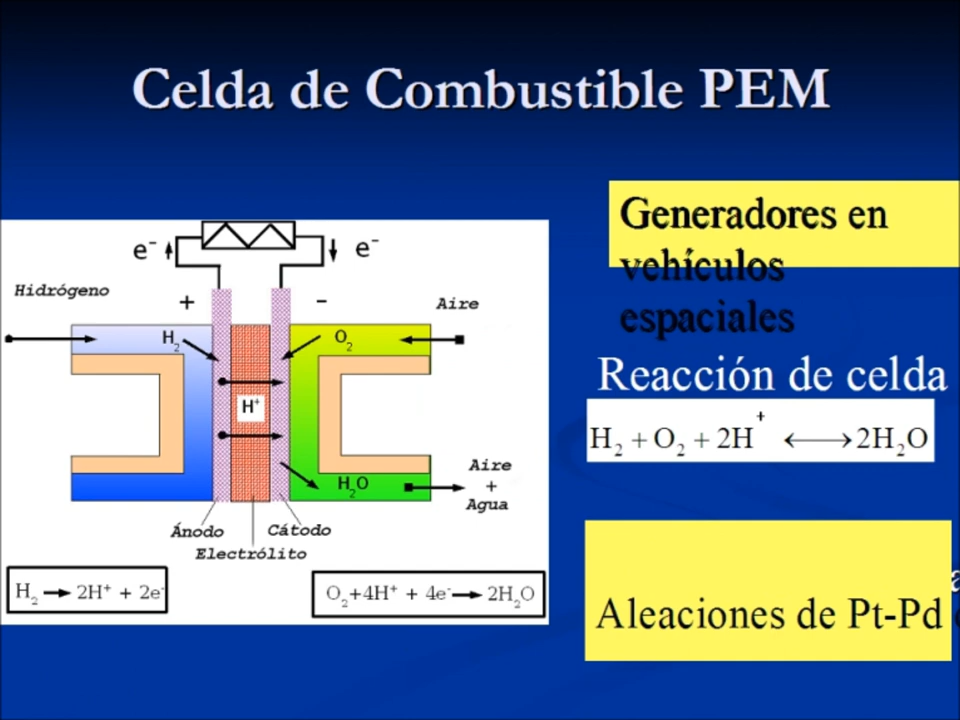 Celda de Combustible PEM
Generadores en
vehículos
espaciales
e⁻ e⁻
Hidrógeno + - Aire
H₂ O₂
Reacción de celda
H⁺
H₂ + O₂ + 2H⁺ ⟷ 2H₂O
Aire
+
Agua
H₂O
Ánodo Cátodo
Electrólito
H₂ → 2H⁺ + 2e⁻
O₂+4H⁺ + 4e⁻ → 2H₂O
Aleaciones de Pt-Pd